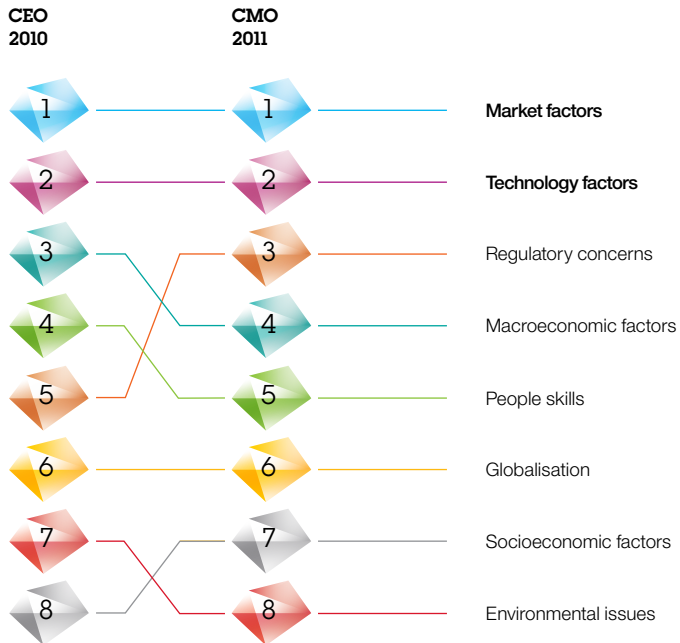 CEO
2010
CMO
2011
1
1
Market factors
2
2
Technology factors
3
3
Regulatory concerns
4
4
Macroeconomic factors
5
5
People skills
6
6
Globalisation
7
7
Socioeconomic factors
8
8
Environmental issues